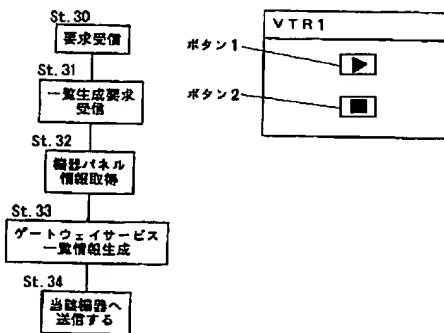 St.30
要求受信
St.31
一覧生成要求
受信
St.32
機器パネル
情報取得
St.33
ゲートウェイサービス
一覧情報生成
St.34
当該機器へ
送信する
VTR1
ボタン1
ボタン2